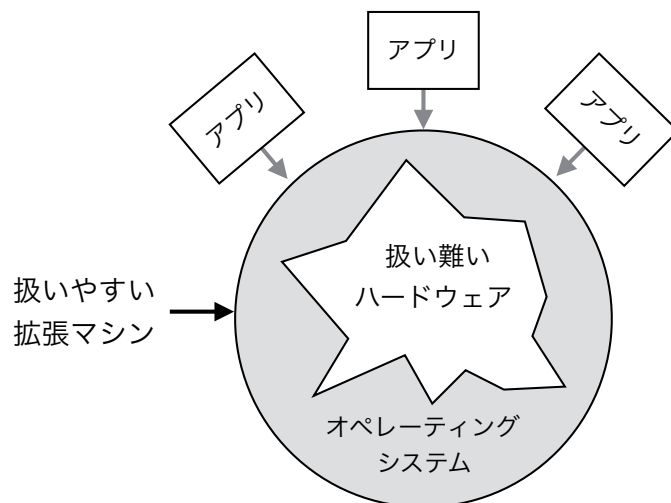 アプリ
アプリ
アプリ
扱い難い
ハードウェア
扱いやすい
拡張マシン
オペレーティング
システム